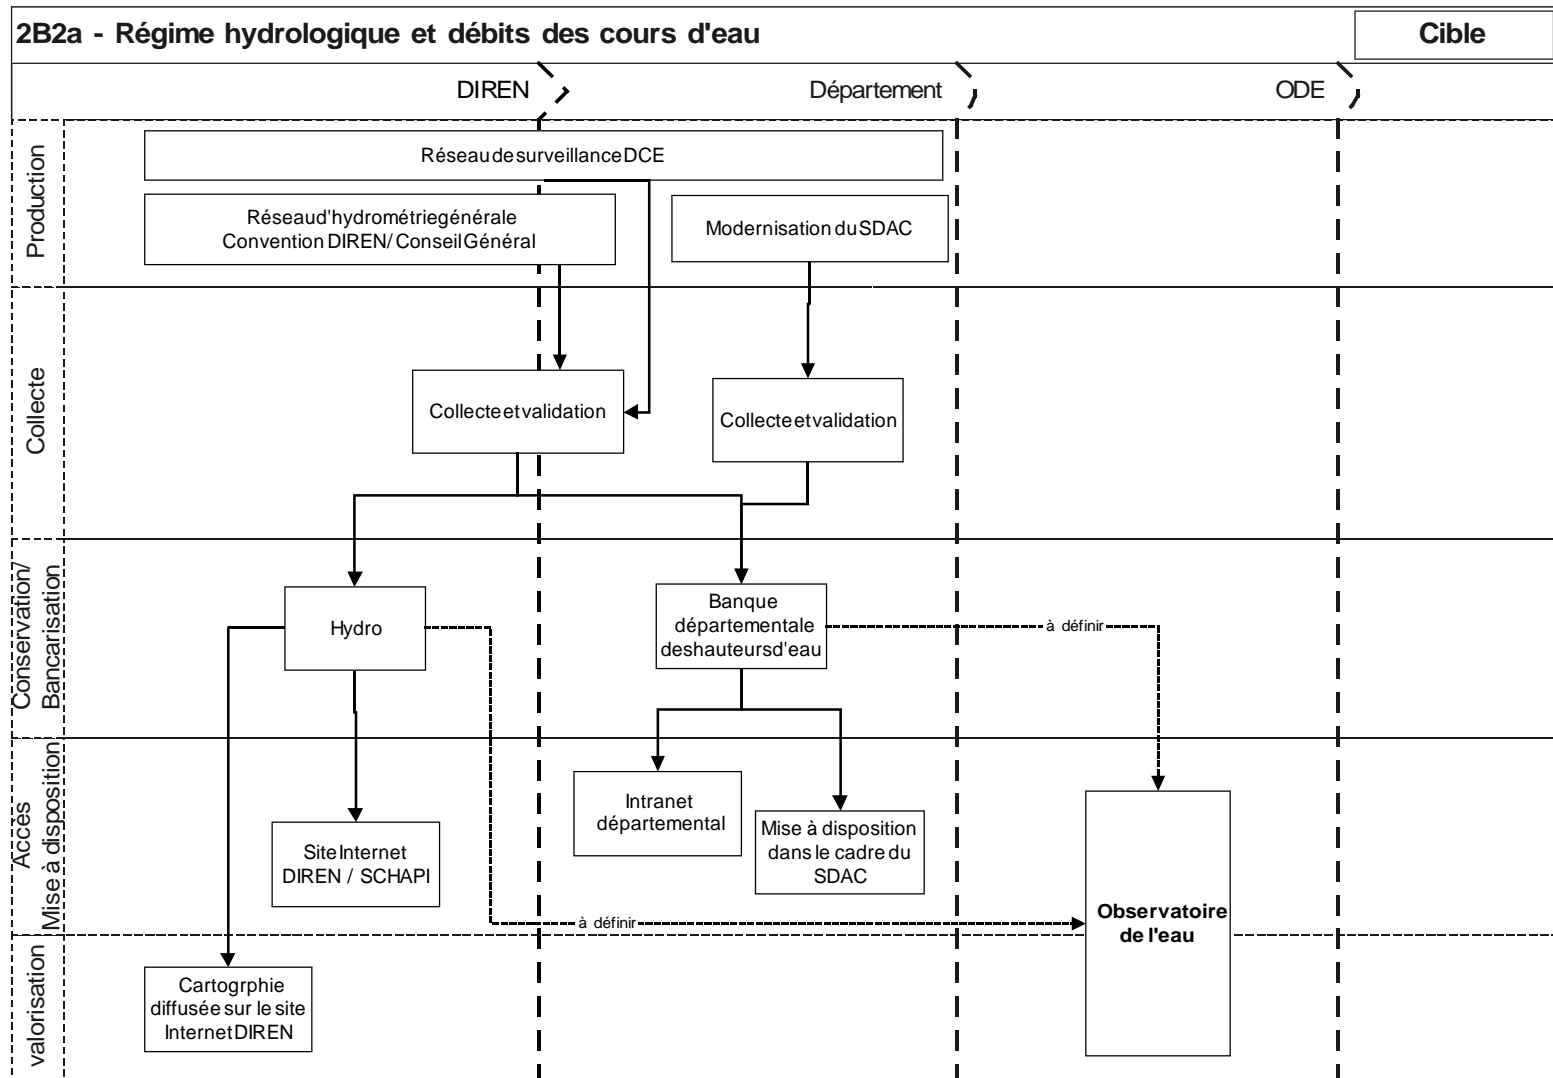 2B2a - Régime hydrologique et débits des cours d'eau
Cible
DIREN
Département
ODE
Production
Réseau de surveillance DCE
Réseau d'hydrométrie générale
Convention DIREN / Conseil Général
Modernisation du SDAC
Collecte
Collecte et validation
Collecte et validation
Conservation/
Bancarisation
Hydro
Banque
départementale
des hauteurs d'eau
à définir
Accès
Mise à disposition
Site Internet
DIREN / SCHAPI
Intranet
départemental
Mise à disposition
dans le cadre du
SDAC
à définir
Observatoire
de l'eau
valorisation
Cartogrphie
diffusée sur le site
Internet DIREN